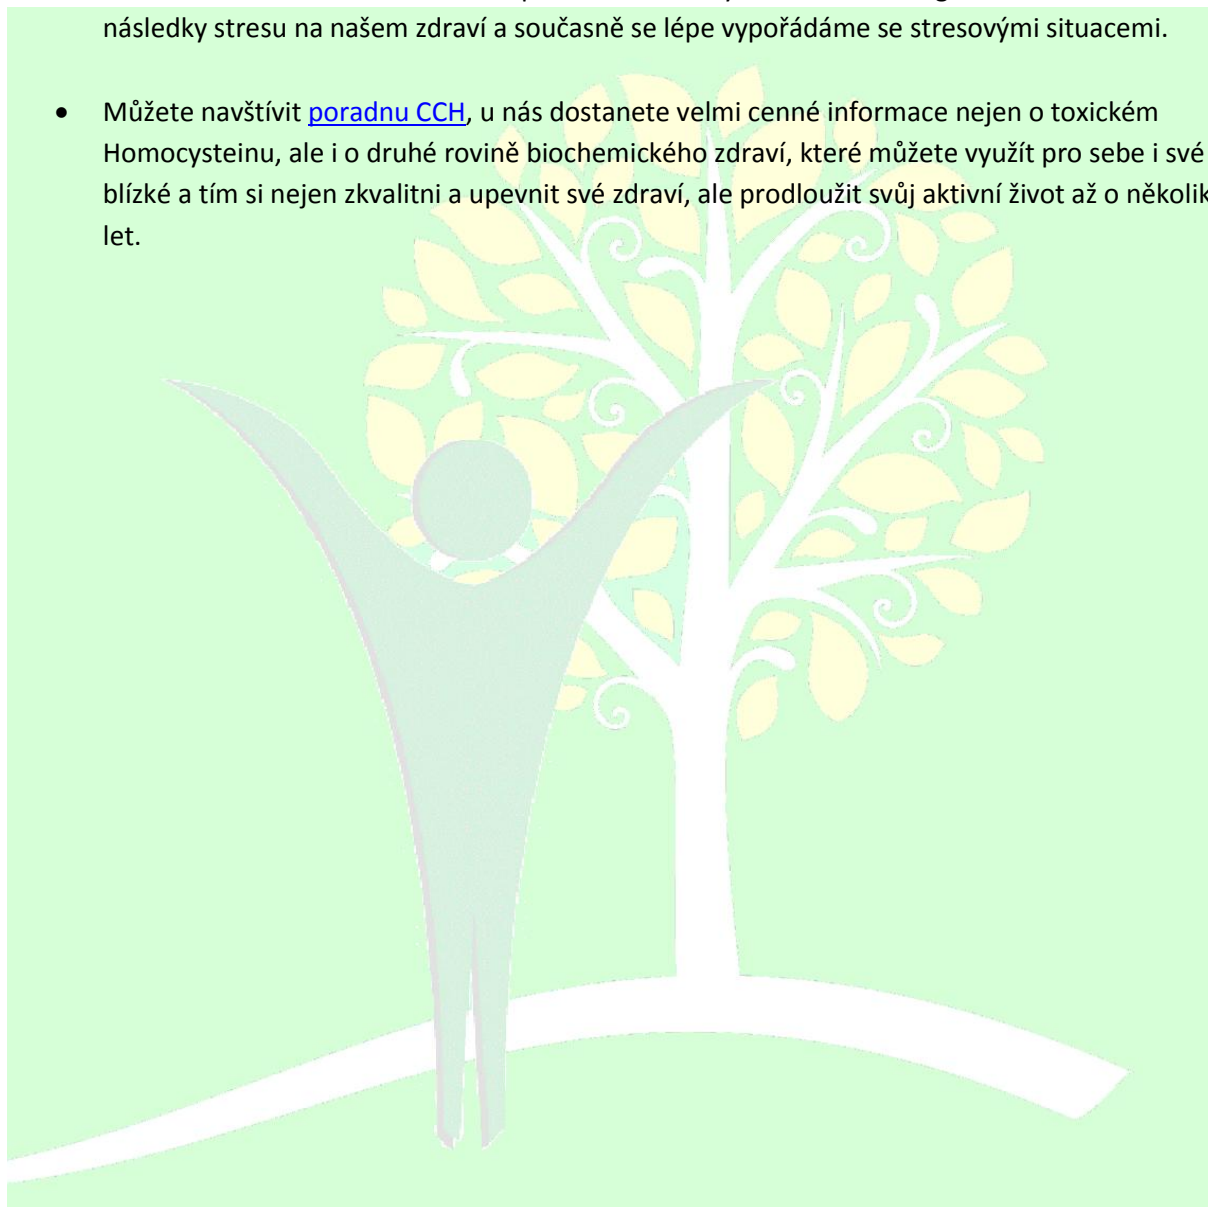 následky stresu na našem zdraví a současně se lépe vypořádáme se stresovými situacemi.
• Můžete navštívit poradnu CCH, u nás dostanete velmi cenné informace nejen o toxickém
Homocysteinu, ale i o druhé rovině biochemického zdraví, které můžete využít pro sebe i své
blízké a tím si nejen zkvalitni a upevnit své zdraví, ale prodloužit svůj aktivní život až o několik
let.